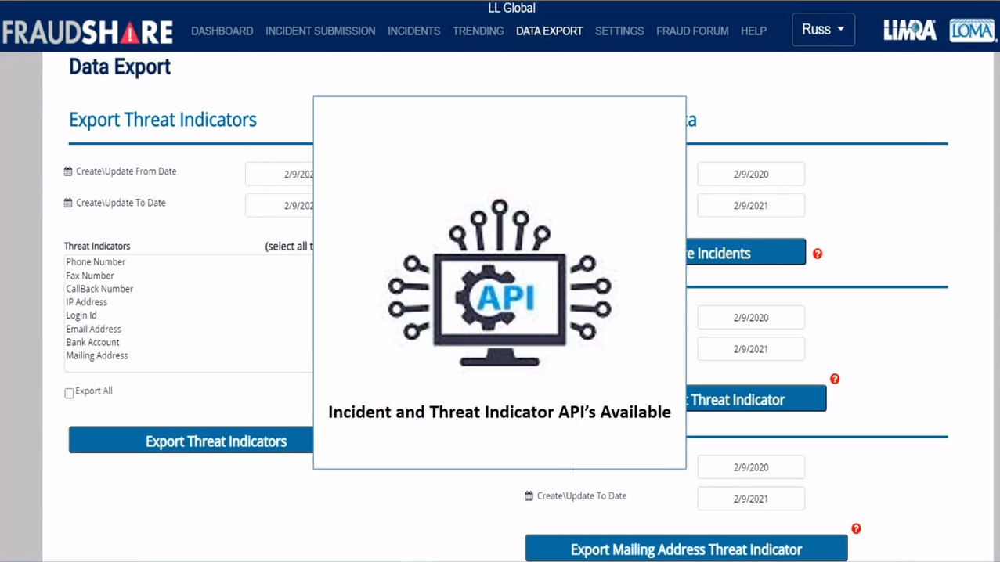 LL Global
FRAUDSHARE
DASHBOARD INCIDENT SUBMISSION INCIDENTS TRENDING DATA EXPORT SETTINGS FRAUD FORUM HELP Russ LIMRA LOMA
Data Export
Export Threat Indicators
Create\Update From Date 2/9/202
Create\Update To Date 2/9/202
Threat Indicators (select all t
Phone Number
Fax Number
CallBack Number
IP Address
Login Id
Email Address
Bank Account
Mailing Address
Export All
Export Threat Indicators
API
Incident and Threat Indicator API's Available
ta
2/9/2020
2/9/2021
e Incidents ?
2/9/2020
2/9/2021
?
Threat Indicator
2/9/2020
Create\Update To Date 2/9/2021
?
Export Mailing Address Threat Indicator